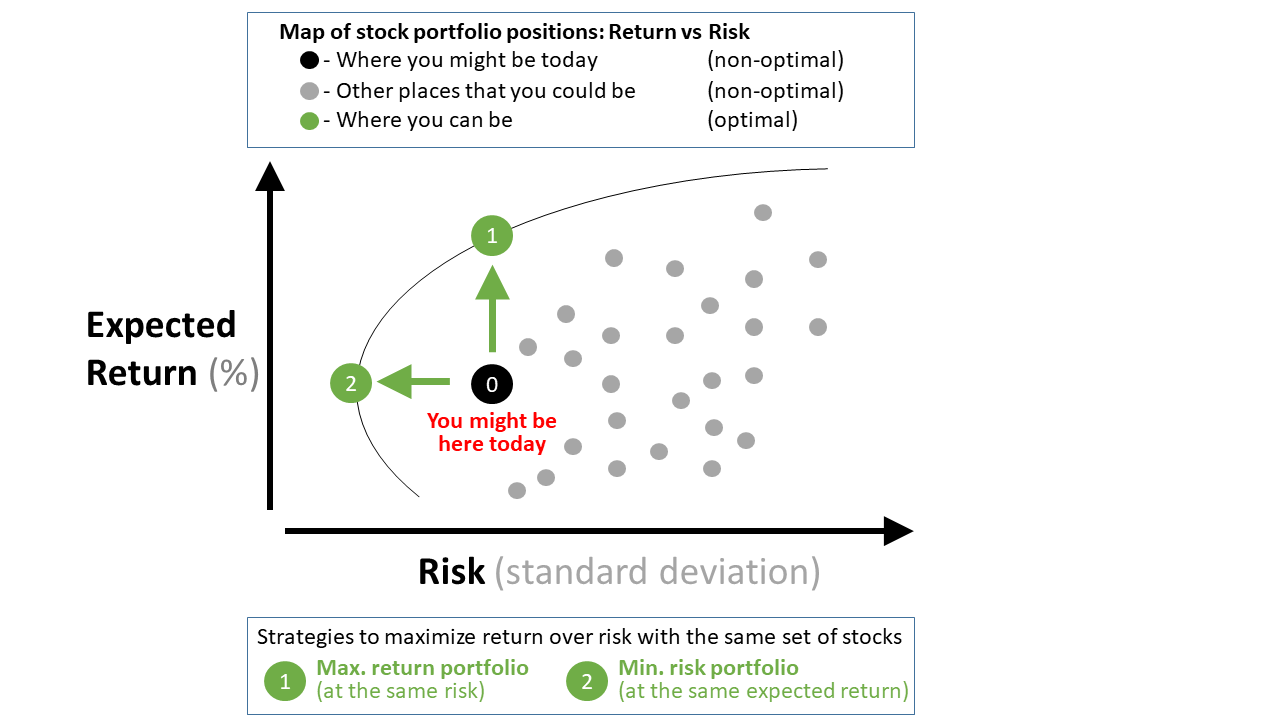 Map of stock portfolio positions: Return vs Risk
- Where you might be today (non-optimal)
- Other places that you could be (non-optimal)
- Where you can be (optimal)
1
Expected
Return (%)
2
0
You might be
here today
Risk (standard deviation)
Strategies to maximize return over risk with the same set of stocks
1 Max. return portfolio
(at the same risk)
2 Min. risk portfolio
(at the same expected return)